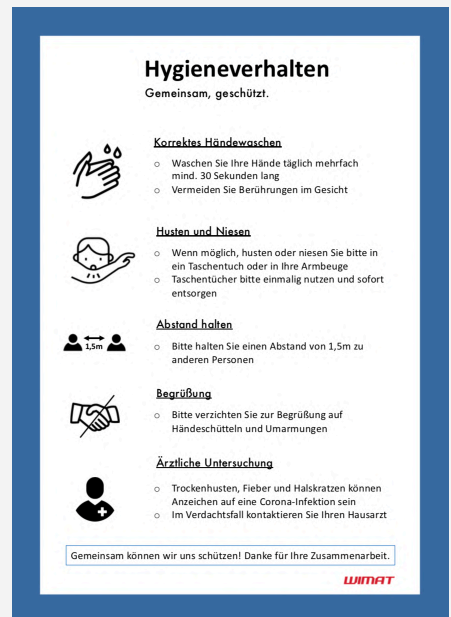 Hygieneverhalten
Gemeinsam, geschützt.
Korrektes Händewaschen
o Waschen Sie Ihre Hände täglich mehrfach
mind. 30 Sekunden lang
o Vermeiden Sie Berührungen im Gesicht
Husten und Niesen
o Wenn möglich, husten oder niesen Sie bitte in
ein Taschentuch oder in Ihre Armbeuge
o Taschentücher bitte einmalig nutzen und sofort
entsorgen
Abstand halten
1,5m
o Bitte halten Sie einen Abstand von 1,5m zu
anderen Personen
Begrüßung
o Bitte verzichten Sie zur Begrüßung auf
Händeschütteln und Umarmungen
Ärztliche Untersuchung
o Trockenhusten, Fieber und Halskratzen können
Anzeichen auf eine Corona-Infektion sein
o Im Verdachtsfall kontaktieren Sie Ihren Hausarzt
Gemeinsam können wir uns schützen! Danke für Ihre Zusammenarbeit.
WIMAT